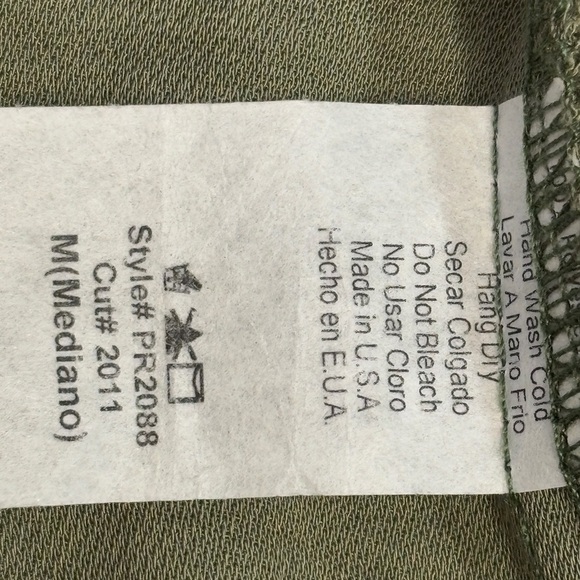 Hand Wash Cold
Lavar A Mano Frio
Hang Dry
Secar Colgado
Do Not Bleach
No Usar Cloro
Made in U.S.A
Hecho en E.U.A.
Style# PR2088
Cut# 2011
M(Mediano)